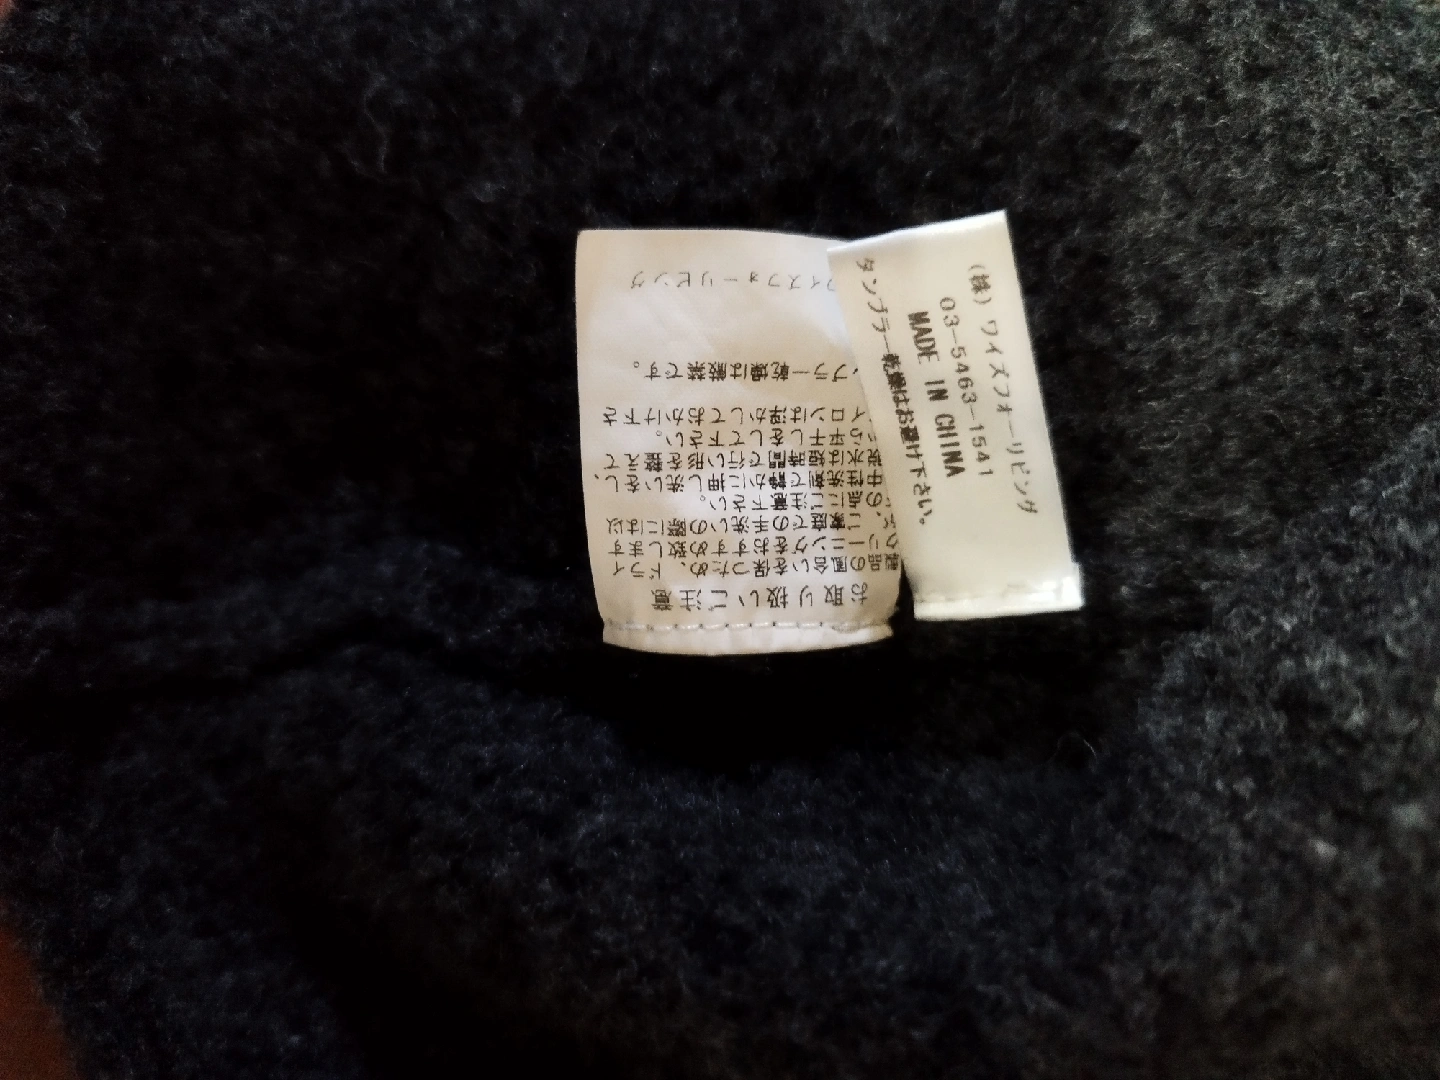 お取り扱いご注意
製品の風合いを保つため、ドライ
クリーニングをおすすめ致します
ご家庭での手洗いの際には以
の点にご注意下さい。
中性洗剤で静かに押し洗いをし、
脱水は短時間で行い形を整えて
から平干しをして下さい。
イロンは浮かしておかけ下さ
ブラー乾燥は厳禁です。
イズフォーリビング
タンブラー乾燥はお避け下さい。
MADE IN CHINA
03-5463-1541
(株) ワイズフォーリビング